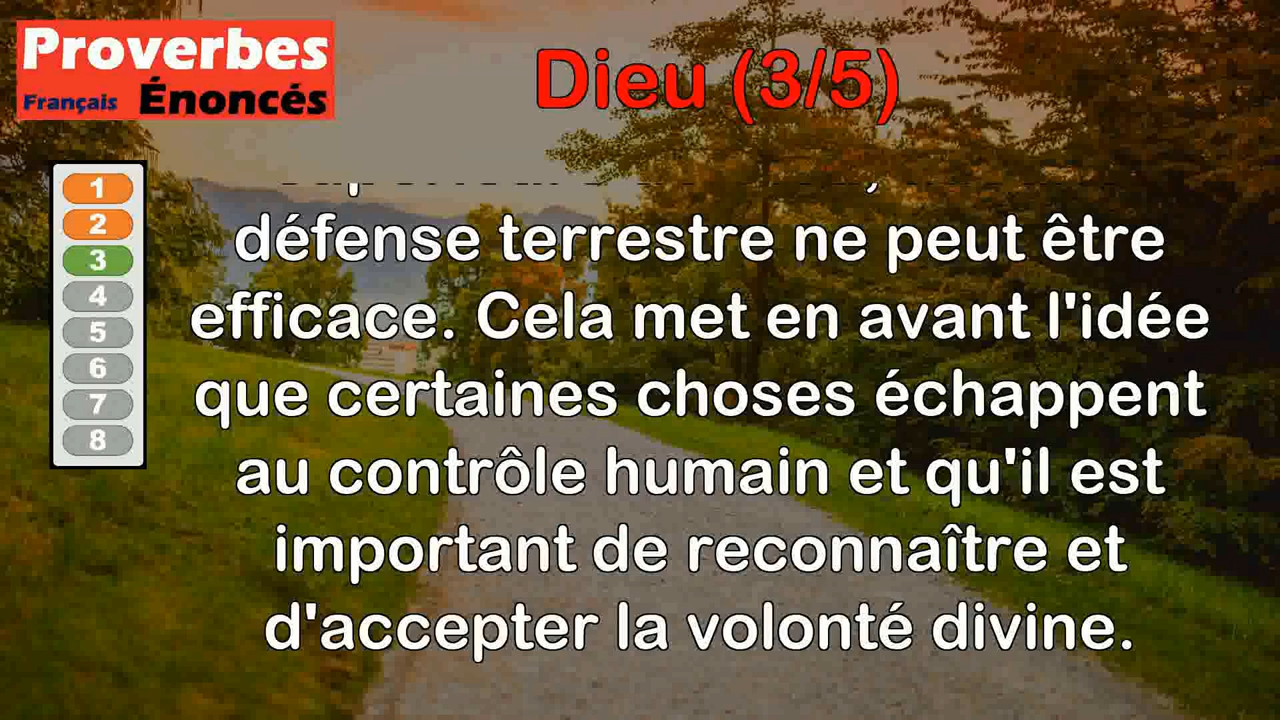 Proverbes
Français Énoncés
Dieu (3/5)
1
2
3
4
5
6
7
8
défense terrestre ne peut être
efficace. Cela met en avant l'idée
que certaines choses échappent
au contrôle humain et qu'il est
important de reconnaître et
d'accepter la volonté divine.